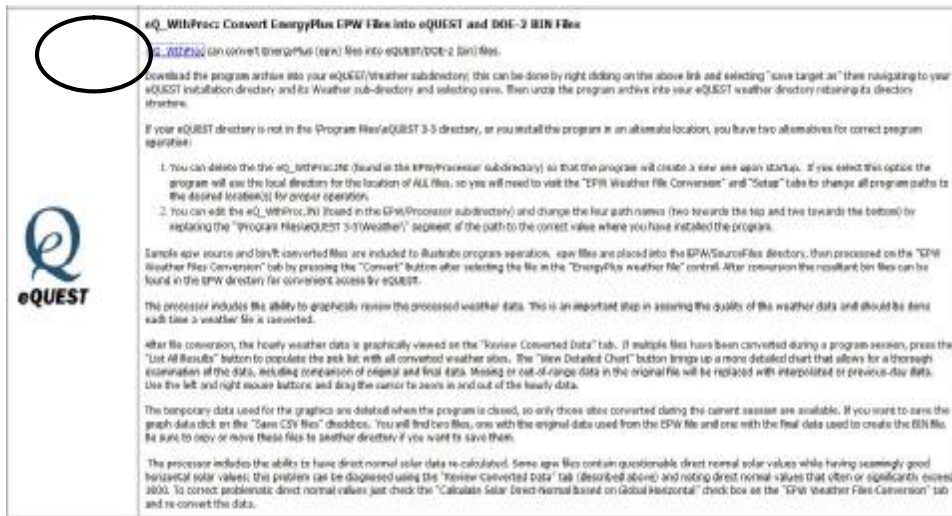 eQ_WthProc: Convert EnergyPlus EPW Files into eQUEST and DOE-2 BIN Files
eQ_WthProc can convert EnergyPlus (epw) files into eQUEST/DOE-2 (bin) files.
Download the program archive into your eQUEST/Weather subdirectory; this can be done by right clicking on the above link and selecting "save target as" then navigating to your
eQUEST installation directory and its Weather sub-directory and selecting save. Then unzip the program archive into your eQUEST weather directory retaining its directory
structure.
If your eQUEST directory is not in the \Program Files\eQUEST 3-5 directory, or you install the program in an alternate location, you have two alternatives for correct program
operation:
1. You can delete the the eQ_WthProc.INI (found in the EPW/Processor subdirectory) so that the program will create a new one upon startup. If you select this option the
program will use the local directory for the location of ALL files, so you will need to visit the "EPW Weather File Conversion" and "Setup" tabs to change all program paths to
the desired location(s) for proper operation.
2. You can edit the eQ_WthProc.INI (found in the EPW/Processor subdirectory) and change the four path names (two towards the top and two towards the bottom) by
replacing the "\Program Files\eQUEST 3-5\Weather\" segment of the path to the correct value where you have installed the program.
Sample epw source and bin/ft converted files are included to illustrate program operation. epw files are placed into the EPW/SourceFiles directory, then processed on the "EPW
Weather Files Conversion" tab by pressing the "Convert" button after selecting the file in the "EnergyPlus weather file" control. After conversion the resultant bin files can be
found in the EPW directory for convenient access by eQUEST.
The processor includes the ability to graphically review the processed weather data. This is an important step in assuring the quality of the weather data and should be done
each time a weather file is converted.
After file conversion, the hourly weather data is graphically viewed on the "Review Converted Data" tab. If multiple files have been converted during a program session, press the
"List All Results" button to populate the pick list with all converted weather sites. The "View Detailed Chart" button brings up a more detailed chart that allows for a thorough
examination of the data, including comparison of original and final data. Missing or out-of-range data in the original file will be replaced with interpolated or previous-day data.
Use the left and right mouse buttons and drag the cursor to zoom in and out of the hourly data.
The temporary data used for the graphics are deleted when the program is closed, so only those sites converted during the current session are available. If you want to save the
graph data click on the "Save CSV files" checkbox. You will find two files, one with the original data used from the EPW file and one with the final data used to create the BIN file.
Be sure to copy or move these files to another directory if you want to save them.
The processor includes the ability to have direct normal solar data re-calculated. Some epw files contain questionable direct normal solar values while having seemingly good
horizontal solar values; this problem can be diagnosed using the "Review Converted Data" tab (described above) and noting direct normal values that often or significantly exceed
1000. To correct problematic direct normal values just check the "Calculate Solar Direct-Normal based on Global Horizontal" check box on the "EPW Weather Files Conversion" tab
and re-convert the data.
eQUEST